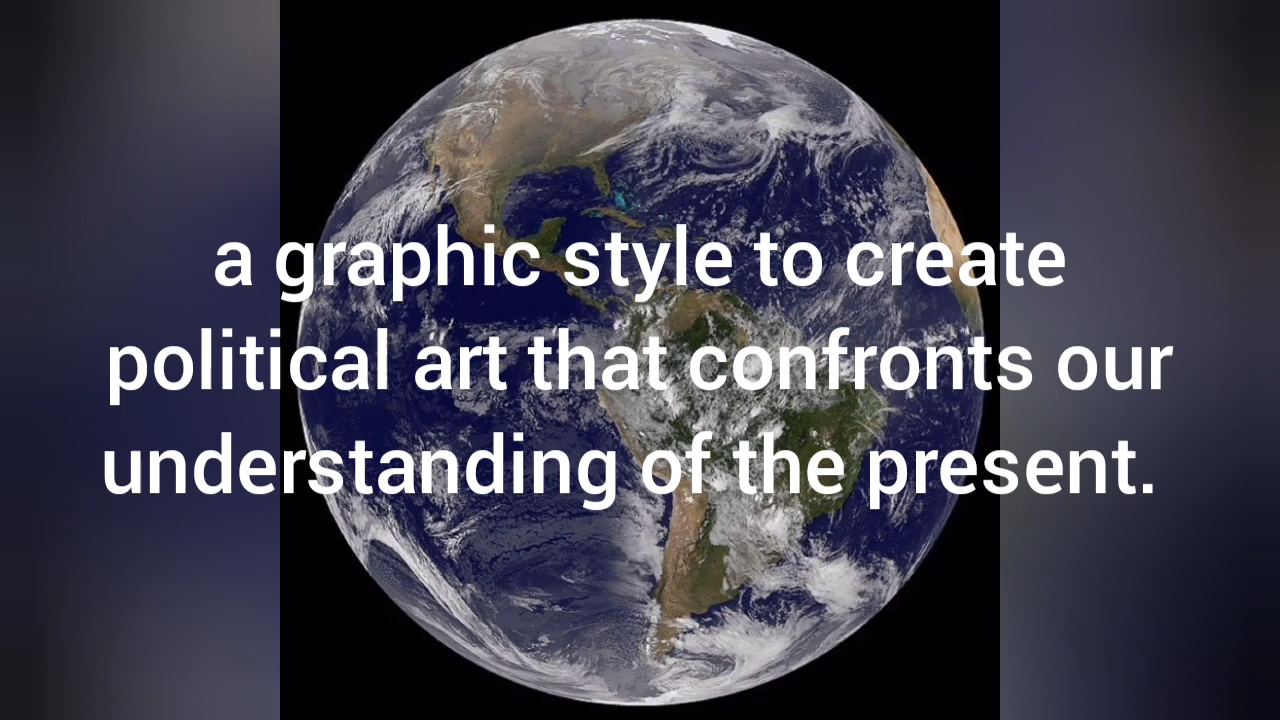 a graphic style to create
political art that confronts our
understanding of the present.